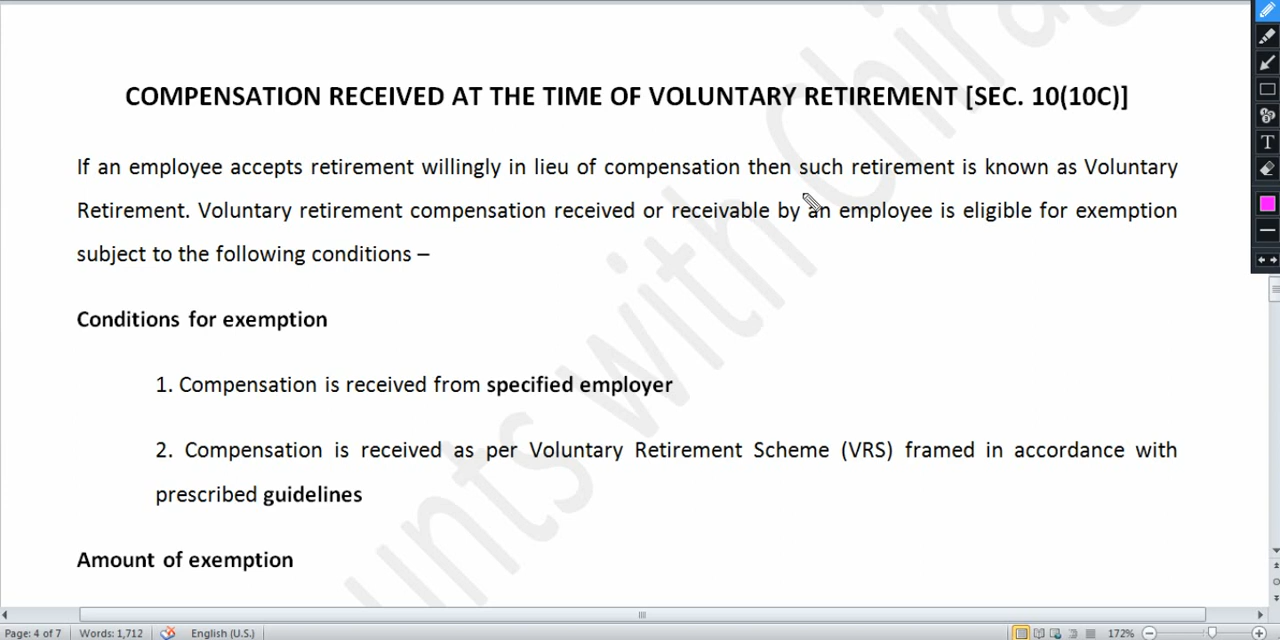 COMPENSATION RECEIVED AT THE TIME OF VOLUNTARY RETIREMENT [SEC. 10(10C)]
If an employee accepts retirement willingly in lieu of compensation then such retirement is known as Voluntary
Retirement. Voluntary retirement compensation received or receivable by an employee is eligible for exemption
subject to the following conditions –
Conditions for exemption
1. Compensation is received from specified employer
2. Compensation is received as per Voluntary Retirement Scheme (VRS) framed in accordance with
prescribed guidelines
Amount of exemption
Page: 4 of 7 Words: 1,712 English (U.S.) 172%